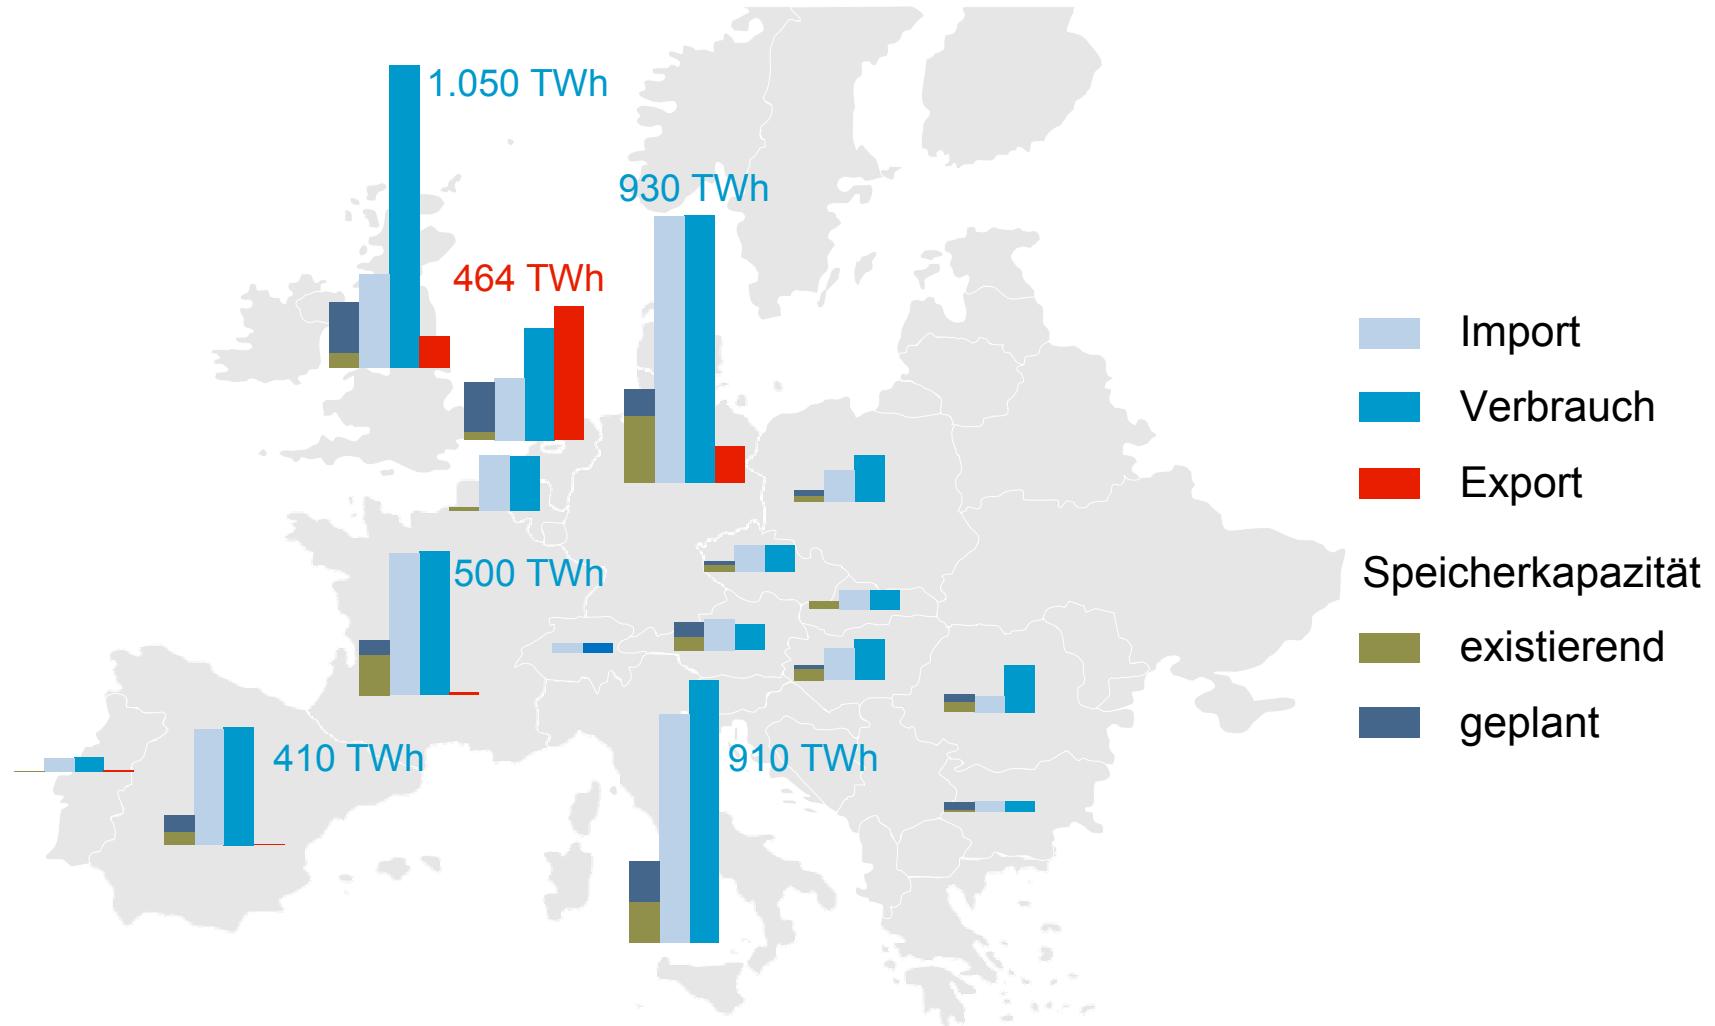 1.050 TWh
930 TWh
464 TWh
500 TWh
410 TWh
910 TWh
Import
Verbrauch
Export
Speicherkapazität
existierend
geplant